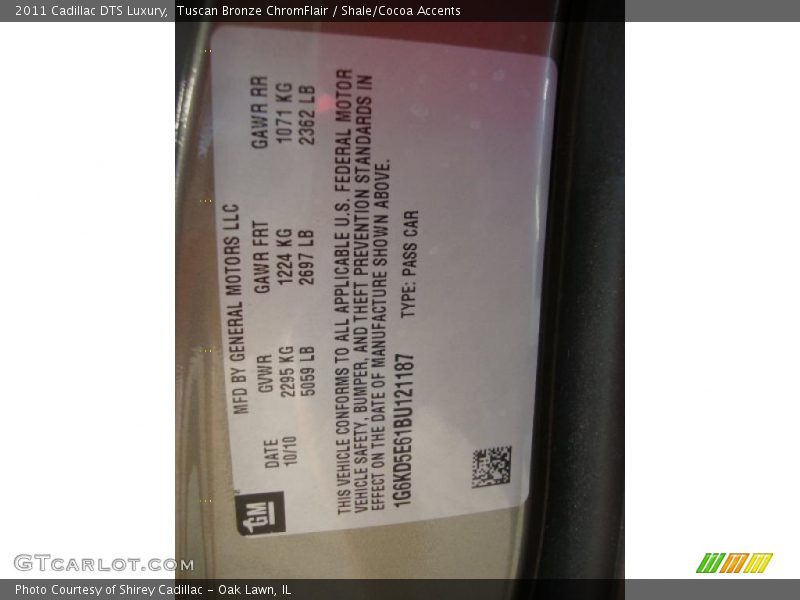 2011 Cadillac DTS Luxury, Tuscan Bronze ChromFlair / Shale/Cocoa Accents
GM
MFD BY GENERAL MOTORS LLC
DATE GVWR GAWR FRT GAWR RR
10/10 2295 KG 1224 KG 1071 KG
5059 LB 2697 LB 2362 LB
THIS VEHICLE CONFORMS TO ALL APPLICABLE U.S. FEDERAL MOTOR
VEHICLE SAFETY, BUMPER, AND THEFT PREVENTION STANDARDS IN
EFFECT ON THE DATE OF MANUFACTURE SHOWN ABOVE.
1G6KD5E61BU121187 TYPE: PASS CAR
GTcarlot.com
Photo Courtesy of Shirey Cadillac - Oak Lawn, IL